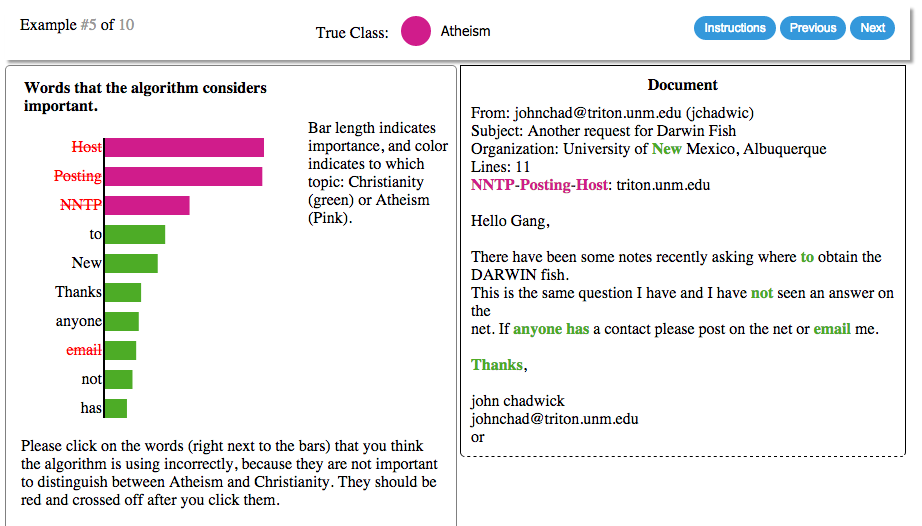 Example #5 of 10
True Class:
Atheism
Instructions
Previous
Next
Words that the algorithm considers
important.
Host
Posting
NNTP
to
New
Thanks
anyone
email
not
has
Bar length indicates
importance, and color
indicates to which
topic: Christianity
(green) or Atheism
(Pink).
Please click on the words (right next to the bars) that you think
the algorithm is using incorrectly, because they are not important
to distinguish between Atheism and Christianity. They should be
red and crossed off after you click them.
Document
From: johnchad@triton.unm.edu (jchadwic)
Subject: Another request for Darwin Fish
Organization: University of New Mexico, Albuquerque
Lines: 11
NNTP-Posting-Host: triton.unm.edu
Hello Gang,
There have been some notes recently asking where to obtain the
DARWIN fish.
This is the same question I have and I have not seen an answer on
the
net. If anyone has a contact please post on the net or email me.
Thanks,
john chadwick
johnchad@triton.unm.edu
or